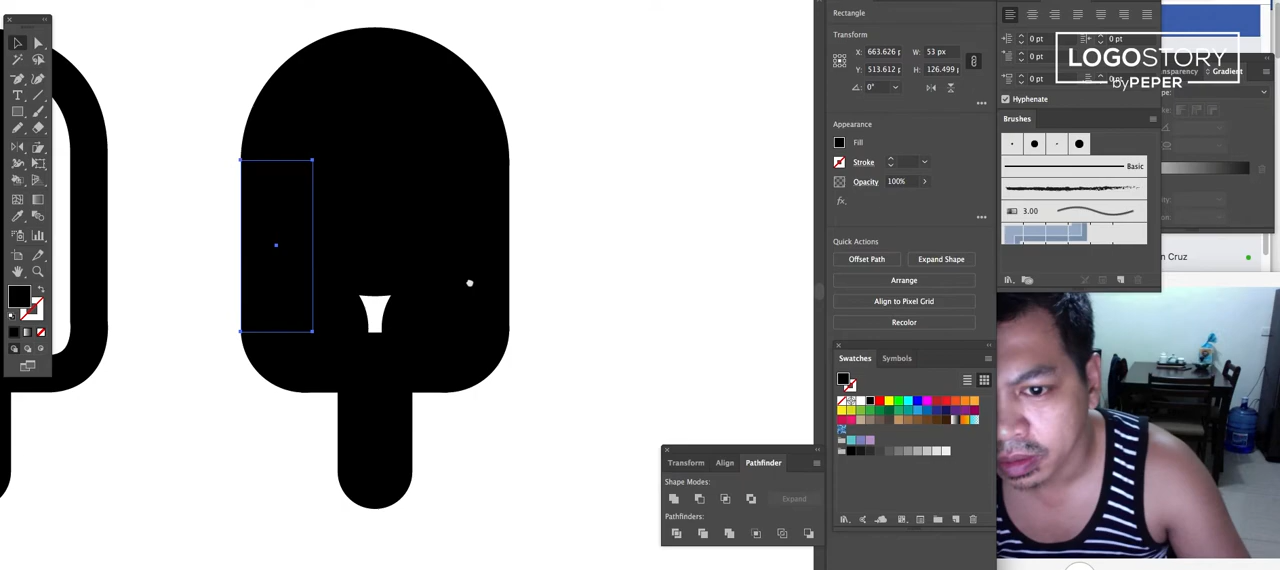 Rectangle
Transform
X: 663.626 p W: 53 px
Y: 513.612 p H: 126.499 p
0°
Appearance
Fill
Stroke
Opacity 100%
fx.
Quick Actions
Offset Path Expand Shape
Arrange
Align to Pixel Grid
Recolor
Swatches Symbols
Transform Align Pathfinder
Shape Modes:
Expand
Pathfinders:
0 pt 0 pt
0 pt
0 pt
Hyphenate
Brushes
Basic
3.00
Gradient
LOGOSTORY
by PEPER
n Cruz